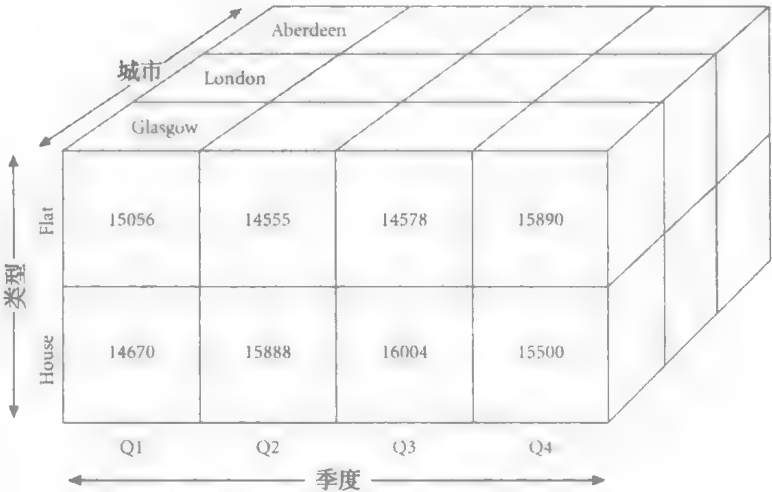 Aberdeen
城市
London
Glasgow
类型
Flat
15056 14555 14578 15890
House
14670 15888 16004 15500
Q1 Q2 Q3 Q4
季度